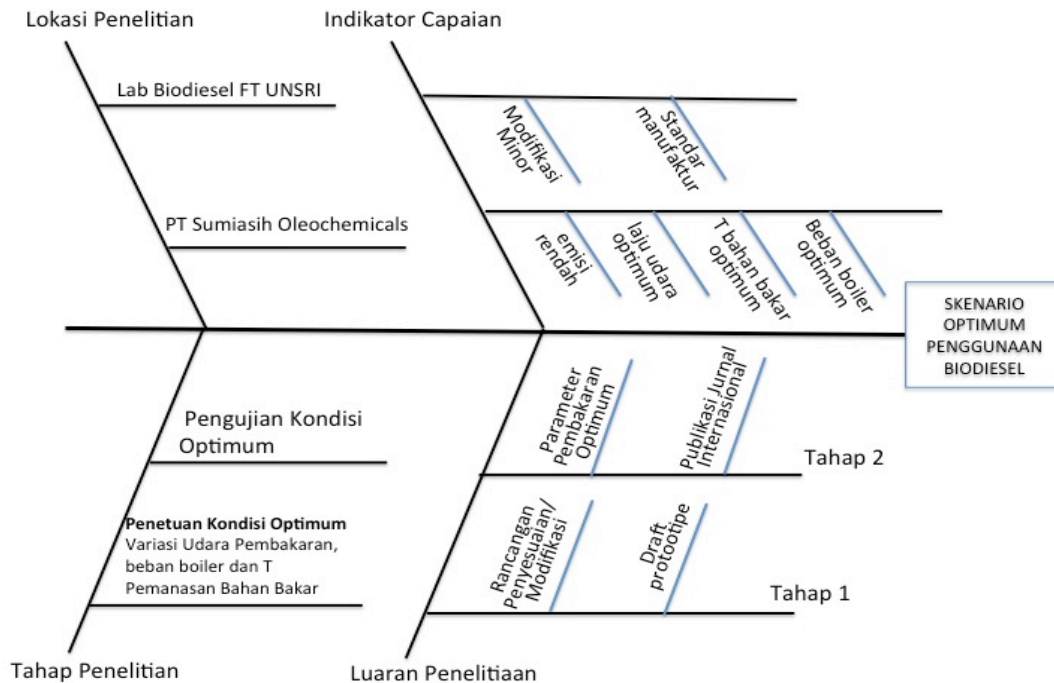 Lokasi Penelitian
Lab Biodiesel FT UNSRI
PT Sumiasih Oleochemicals
Indikator Capaian
Modifikasi
Minor
Standar
manufaktur
emisi
rendah
laju udara
optimum
T bahan bakar
optimum
Beban boiler
optimum
SKENARIO
OPTIMUM
PENGGUNAAN
BIODIESEL
Pengujian Kondisi
Optimum
Penetuan Kondisi Optimum
Variasi Udara Pembakaran,
beban boiler dan T
Pemanasan Bahan Bakar
Tahap Penelitian
Parameter
Pembakaran
Optimum
Publikasi Jurnal
Internasional
Tahap 2
Rancangan
Penyesuaian/
Modifikasi
Draft
protootipe
Tahap 1
Luaran Penelitiaan